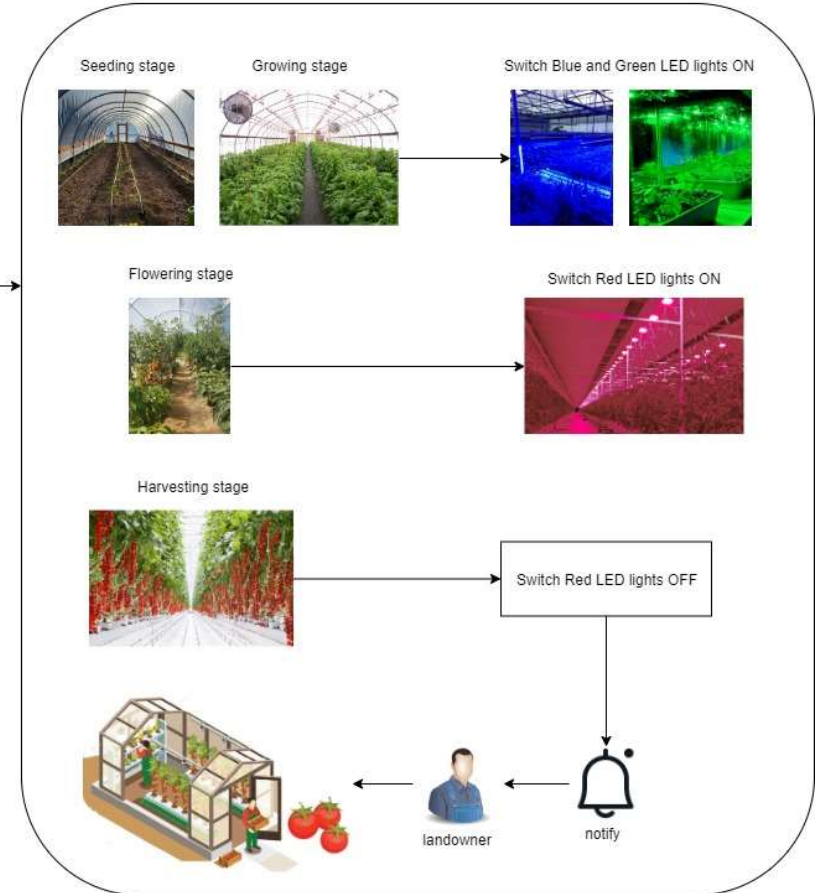 Seeding stage
Growing stage
Switch Blue and Green LED lights ON
Flowering stage
Switch Red LED lights ON
Harvesting stage
Switch Red LED lights OFF
landowner
notify